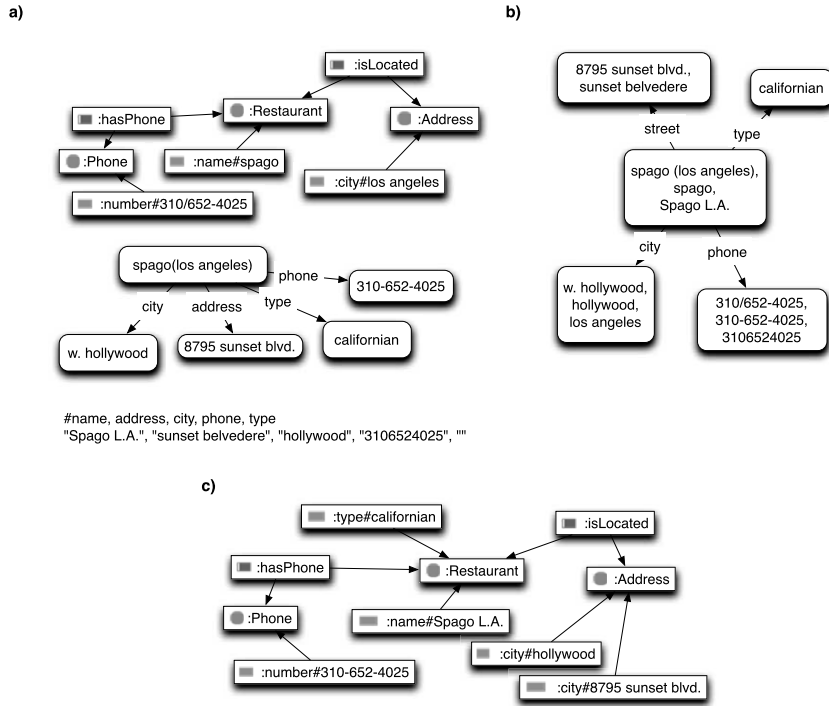 a)
:isLocated
:hasPhone
:Restaurant
:Address
:Phone
:name#spago
:city#los angeles
:number#310/652-4025
spago(los angeles)
phone
310-652-4025
city
address
type
w. hollywood
8795 sunset blvd.
californian
#name, address, city, phone, type
"Spago L.A.", "sunset belvedere", "hollywood", "3106524025", ""
b)
8795 sunset blvd.,
sunset belvedere
californian
street
type
spago (los angeles),
spago,
Spago L.A.
city
phone
w. hollywood,
hollywood,
los angeles
310/652-4025,
310-652-4025,
3106524025
c)
:type#californian
:isLocated
:hasPhone
:Restaurant
:Address
:Phone
:name#Spago L.A.
:city#hollywood
:number#310-652-4025
:city#8795 sunset blvd.